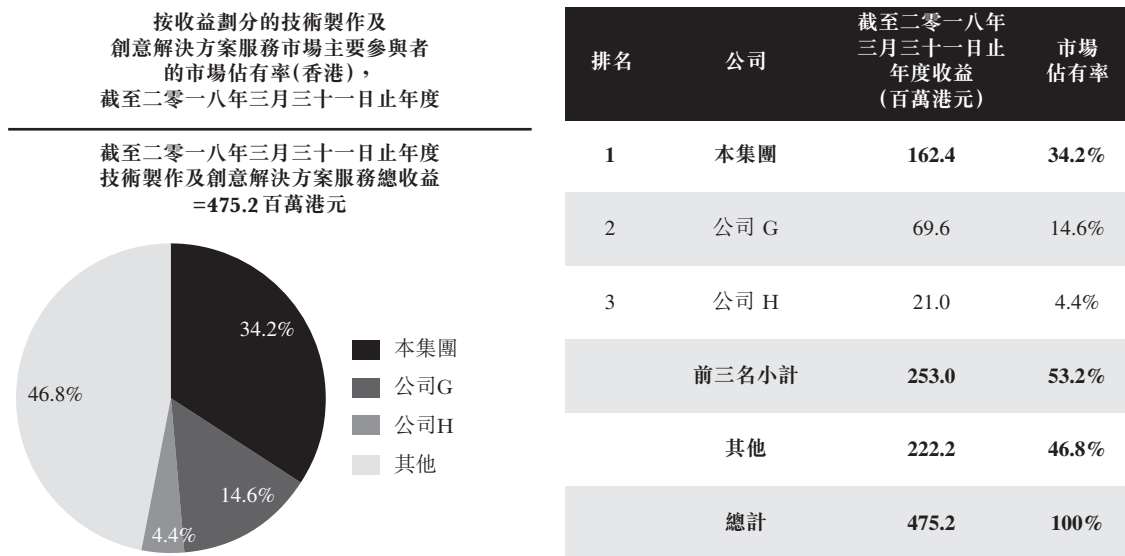 按收益劃分的技術製作及
創意解決方案服務市場主要參與者
的市場佔有率(香港)，
截至二零一八年三月三十一日止年度
截至二零一八年三月三十一日止年度
技術製作及創意解決方案服務總收益
=475.2百萬港元
34.2%
46.8%
14.6%
4.4%
本集團
公司G
公司H
其他
排名 公司 截至二零一八年 市場
三月三十一日止 佔有率
年度收益
(百萬港元)
1 本集團 162.4 34.2%
2 公司 G 69.6 14.6%
3 公司 H 21.0 4.4%
前三名小計 253.0 53.2%
其他 222.2 46.8%
總計 475.2 100%